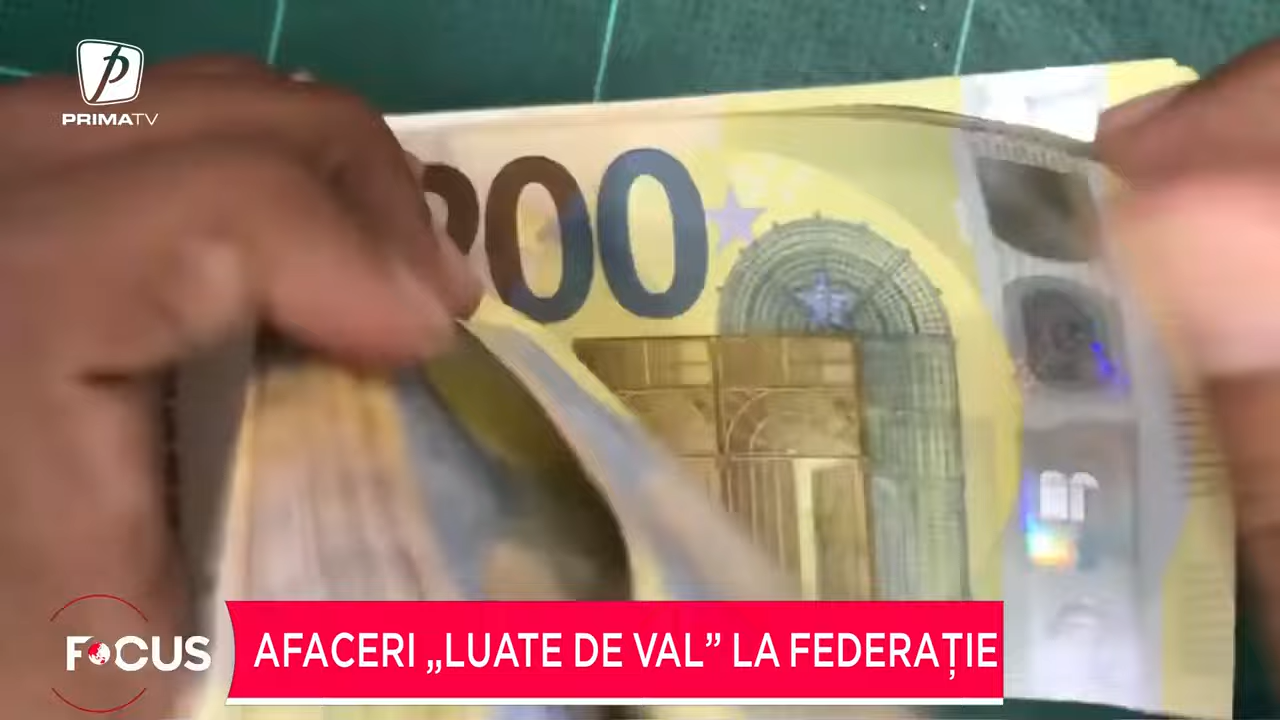 PRIMATV
200
FOCUS
AFACERI „LUATE DE VAL” LA FEDERAȚIE